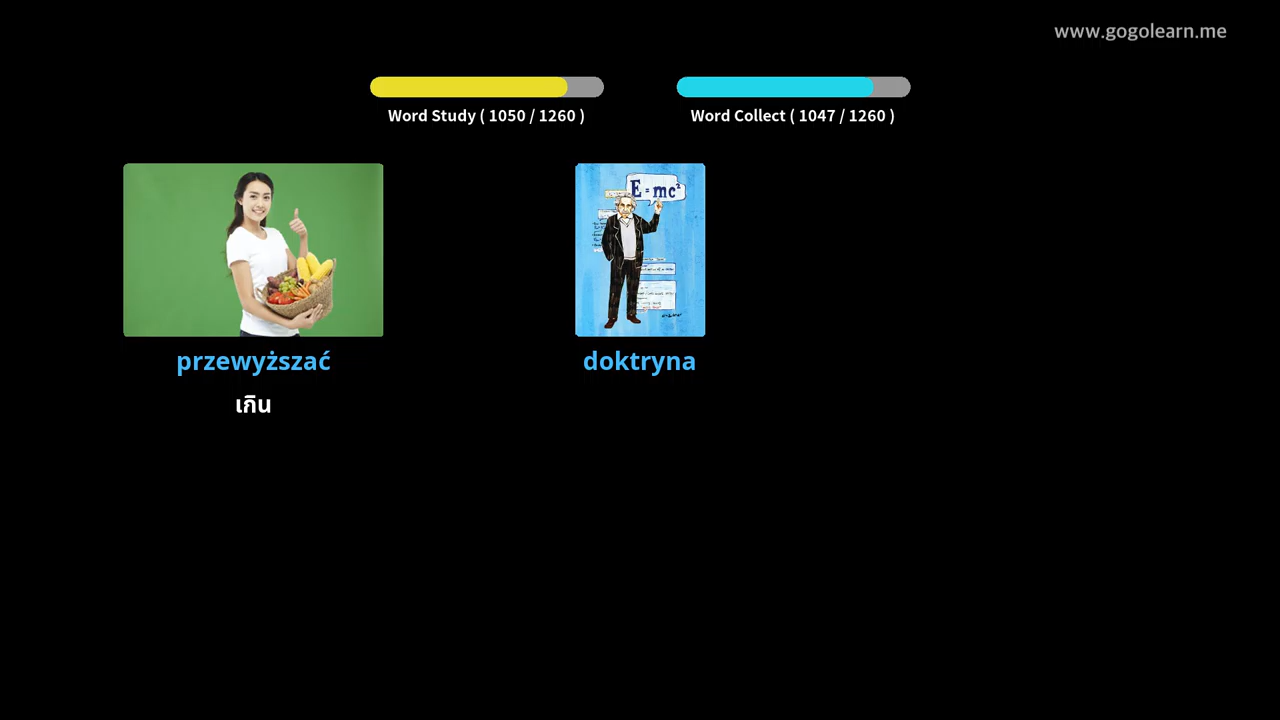 www.gogolearn.me
Word Study ( 1050 / 1260 )
Word Collect ( 1047 / 1260 )
E=mc²
przewyższać
doktryna
เกิน